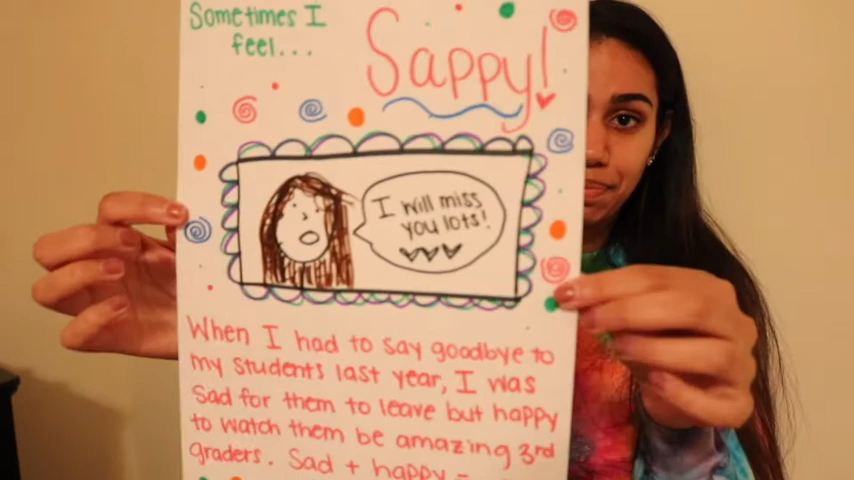 Sometimes I
feel...
Sappy!
I will miss
you lots!
When I had to say goodbye to
my students last year, I was
Sad for them to leave but happy
to watch them be amazing 3rd
graders. Sad + happy =